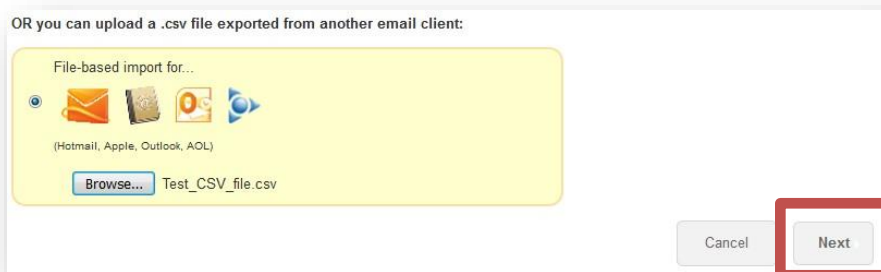 OR you can upload a .csv file exported from another email client:
File-based import for...
(Hotmail, Apple, Outlook, AOL)
Browse... Test_CSV_file.csv
Cancel Next